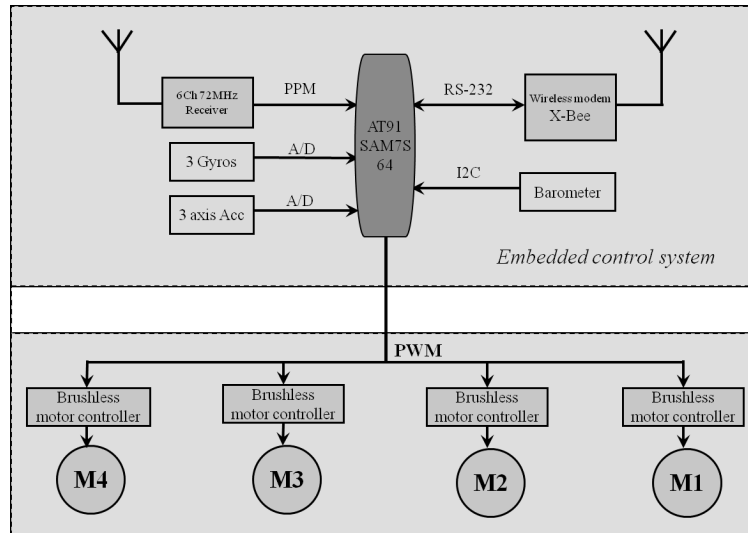 6Ch 72MHz
Receiver
PPM
AT91
SAM7S
64
RS-232
Wireless modem
X-Bee
3 Gyros
A/D
I2C
Barometer
3 axis Acc
A/D
Embedded control system
PWM
Brushless
motor controller
Brushless
motor controller
Brushless
motor controller
Brushless
motor controller
M4
M3
M2
M1